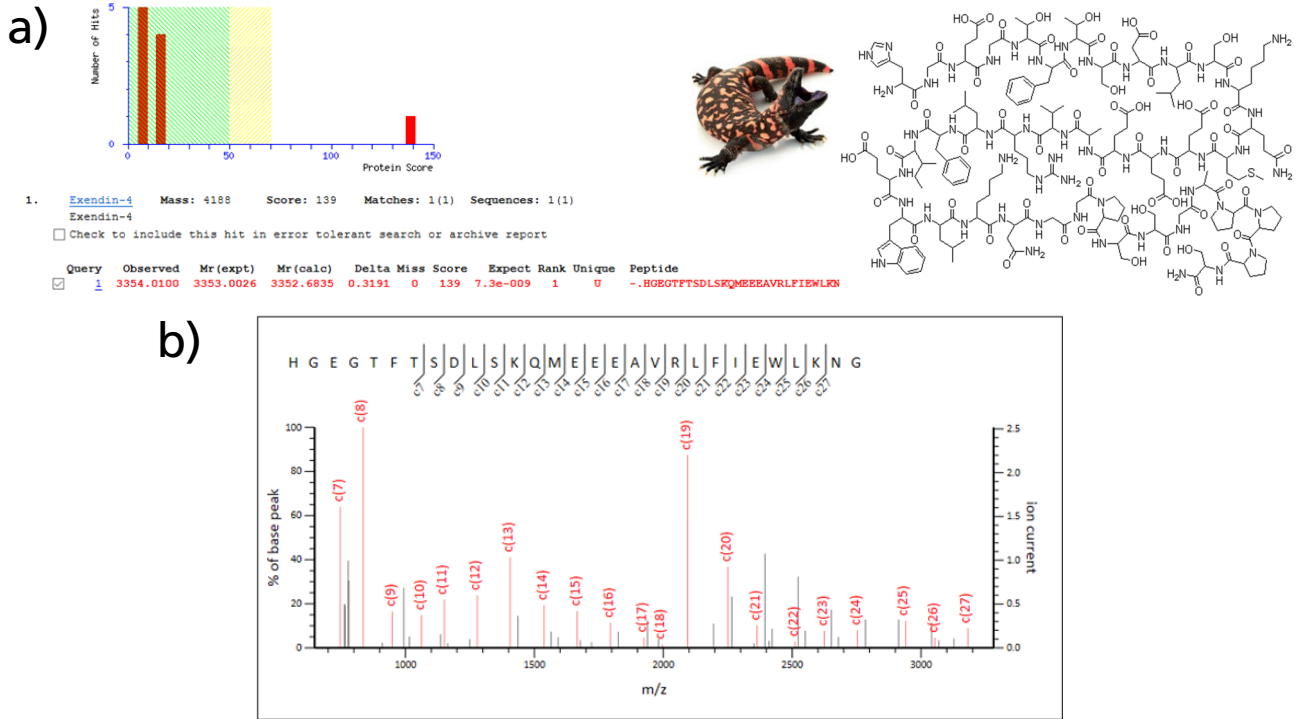 a)
Number of Hits
5
0
0
50
100
150
Protein Score
1. Exendin-4 Mass: 4188 Score: 139 Matches: 1(1) Sequences: 1(1)
Exendin-4
Check to include this hit in error tolerant search or archive report
Query Observed Mr(expt) Mr(calc) Delta Miss Score Expect Rank Unique Peptide
1 3354.0100 3353.0026 3352.6835 0.3191 0 139 7.3e-009 1 U -.HGEGTFTSDLSKQMEEEAVRLFIEWLKN
b)
H G E G T F T S D L S K Q M E E E A V R L F I E W L K N G
c7 c8 c9 c10 c11 c12 c13 c14 c15 c16 c17 c18 c19 c20 c21 c22 c23 c24 c25 c26 c27
c(7) c(8) c(9) c(10) c(11) c(12) c(13) c(14) c(15) c(16) c(17) c(18) c(19) c(20) c(21) c(22) c(23) c(24) c(25) c(26) c(27)
% of base peak
100
80
60
40
20
0
2.5
2.0
1.5
1.0
0.5
0.0
ion current
1000 1500 2000 2500 3000
m/z